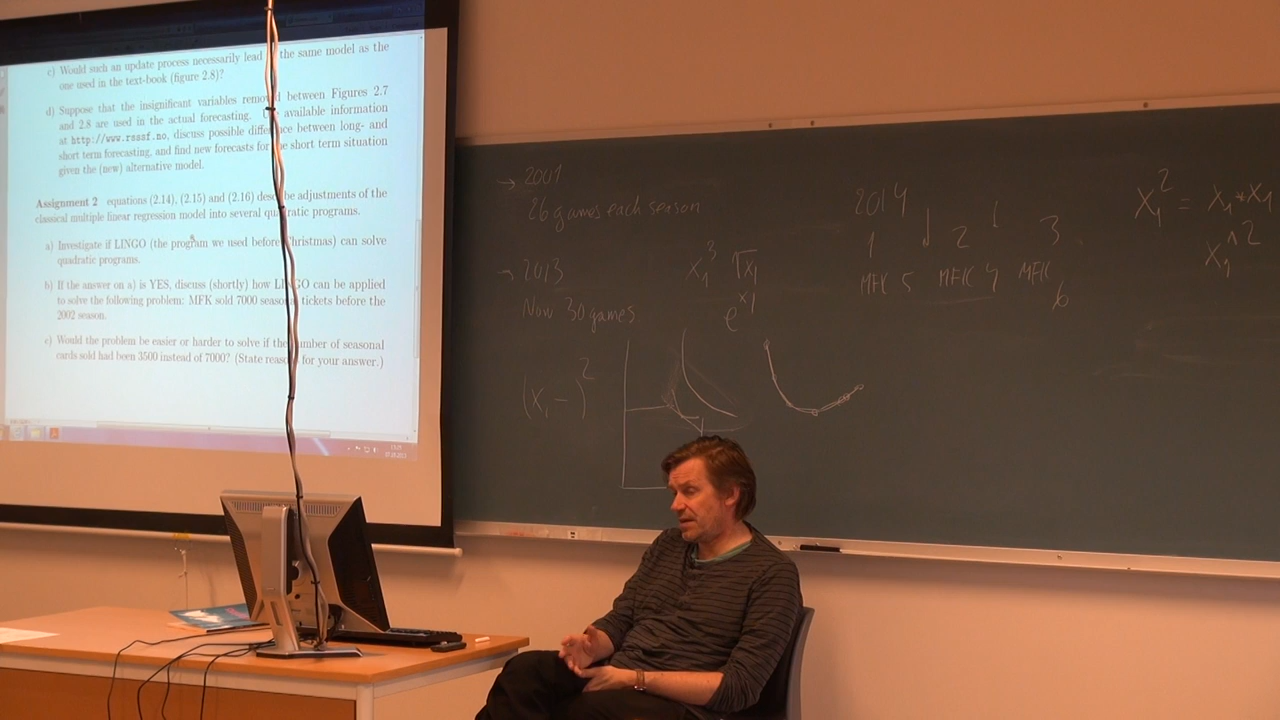 c) Would such an update process necessarily lead the same model as the
one used in the text-book (figure 2.8)?
d) Suppose that the insignificant variables removed between Figures 2.7
and 2.8 are used in the actual forecasting. available information
at http://www.rsssf.no, discuss possible difference between long- and
short term forecasting, and find new forecasts for the short term situation
given the (new) alternative model.
Assignment 2 equations (2.14), (2.15) and (2.16) describe adjustments of the
classical multiple linear regression model into several quadratic programs.
a) Investigate if LINGO (the program we used before Christmas) can solve
quadratic programs.
b) If the answer on a) is YES, discuss (shortly) how LINGO can be applied
to solve the following problem: MFK sold 7000 season tickets before the
2002 season.
c) Would the problem be easier or harder to solve if the number of seasonal
cards sold had been 3500 instead of 7000? (State reasons for your answer.)
→ 2001
26 games each season
→ 2013
Now 30 games
(x₁-)²
x₁³ √x₁
e^x₁
2014
1 2 3
MFK 5 MFK 4 MFK
6
x₁² = x₁*x₁
x₁^2